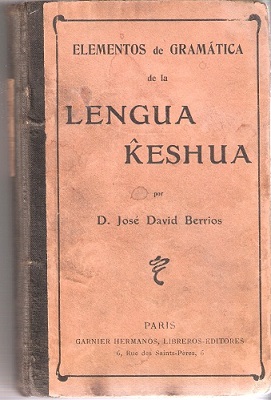 ELEMENTOS de GRAMÁTICA
de la
LENGUA
K̂ESHUA
por
D. José David Berrios
PARIS
GARNIER HERMANOS, LIBREROS-EDITORES
6, Rue des Saints-Pères, 6